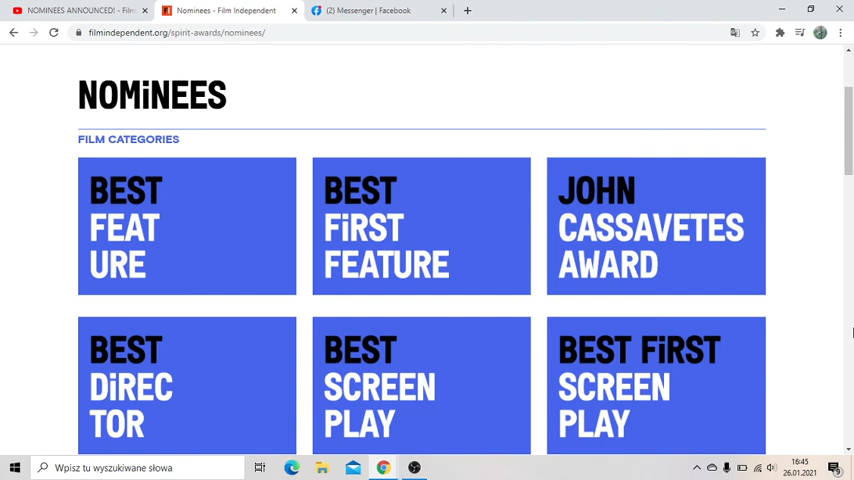 NOMINEES ANNOUNCED! - Film
Nominees - Film Independent
(2) Messenger | Facebook
filmindependent.org/spirit-awards/nominees/
NOMiNEES
FILM CATEGORIES
BEST
FEAT
URE
BEST
FiRST
FEATURE
JOHN
CASSAVETES
AWARD
BEST
DiREC
TOR
BEST
SCREEN
PLAY
BEST FiRST
SCREEN
PLAY
Wpisz tu wyszukiwane słowa
16:45
26.01.2021
9